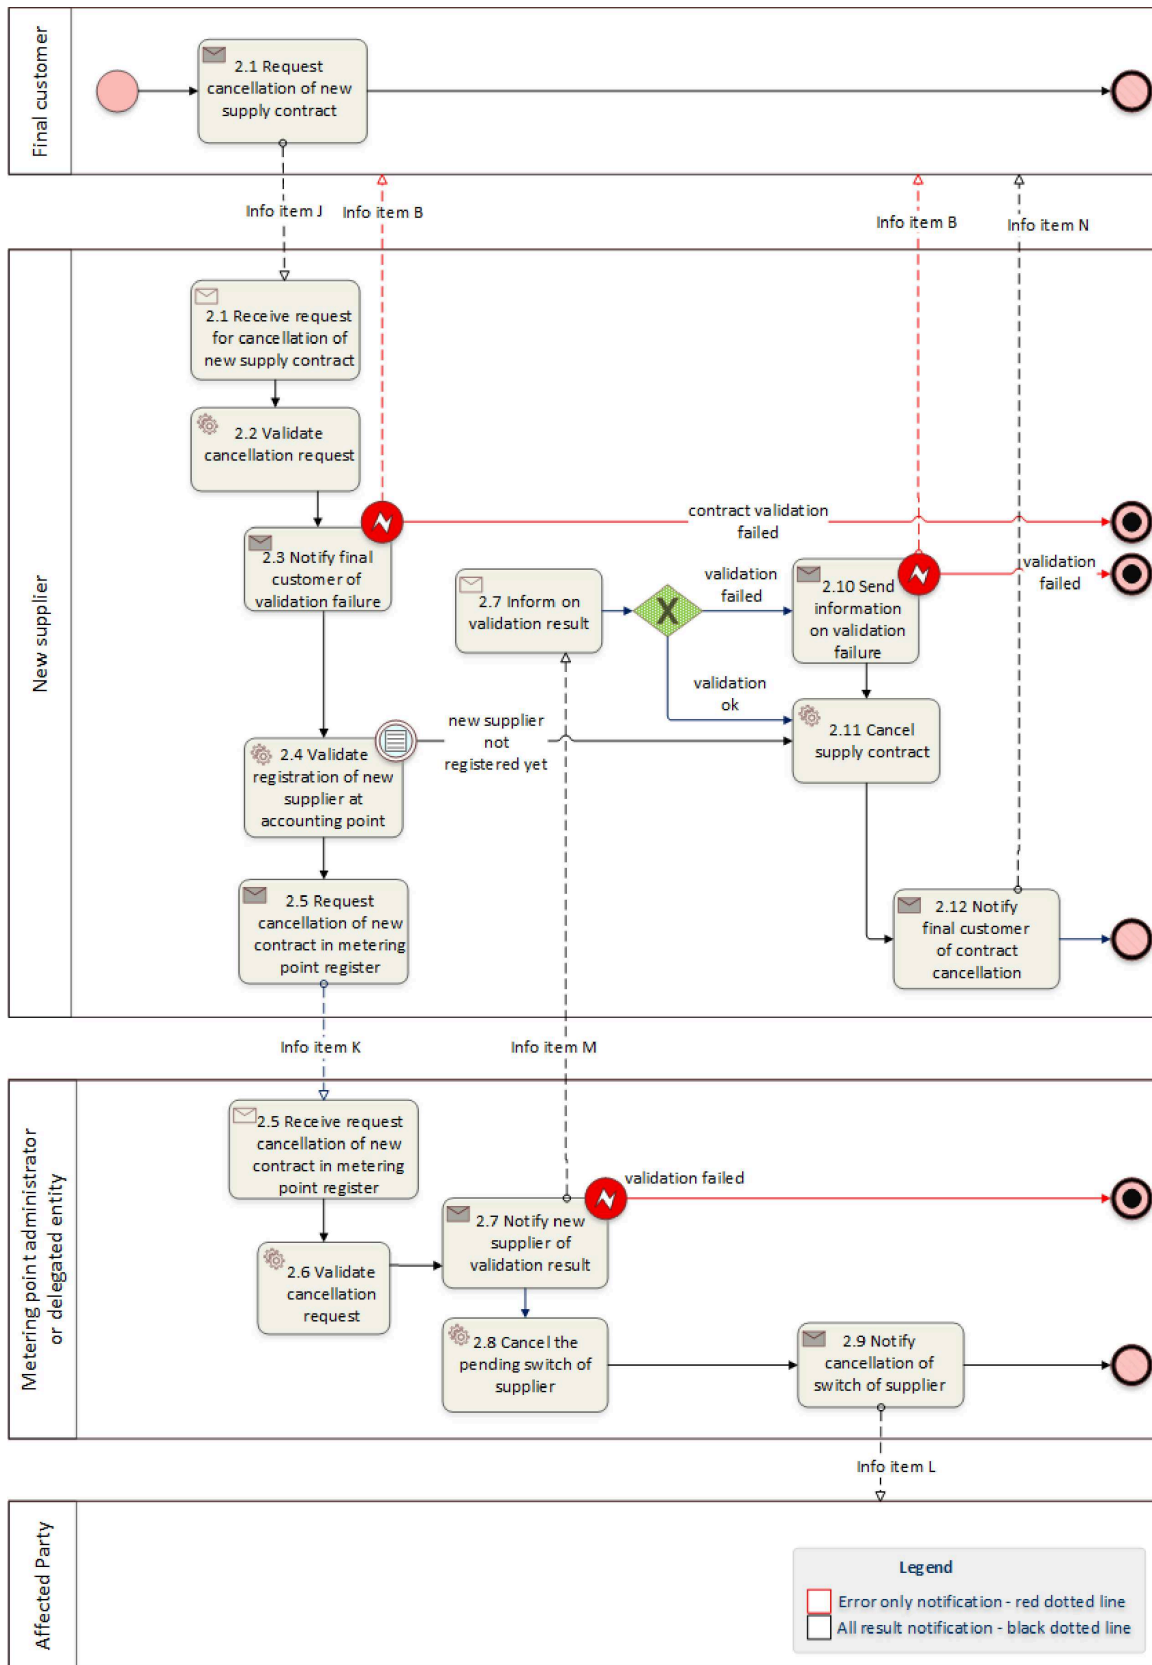 Final customer
2.1 Request
cancellation of new
supply contract
Info item J
Info item B
Info item B
Info item N
New supplier
2.1 Receive request
for cancellation of
new supply contract
2.2 Validate
cancellation request
2.3 Notify final
customer of
validation failure
contract validation
failed
2.7 Inform on
validation result
validation
failed
validation
ok
2.10 Send
information
on validation
failure
validation
failed
2.4 Validate
registration of new
supplier at
accounting point
new supplier
not
registered yet
2.11 Cancel
supply contract
2.5 Request
cancellation of new
contract in metering
point register
2.12 Notify
final customer
of contract
cancellation
Info item K
Info item M
Metering point administrator
or delegated entity
2.5 Receive request
cancellation of new
contract in metering
point register
2.6 Validate
cancellation
request
2.7 Notify new
supplier of
validation result
validation failed
2.8 Cancel the
pending switch of
supplier
2.9 Notify
cancellation of
switch of supplier
Info item L
Affected Party
Legend
Error only notification - red dotted line
All result notification - black dotted line